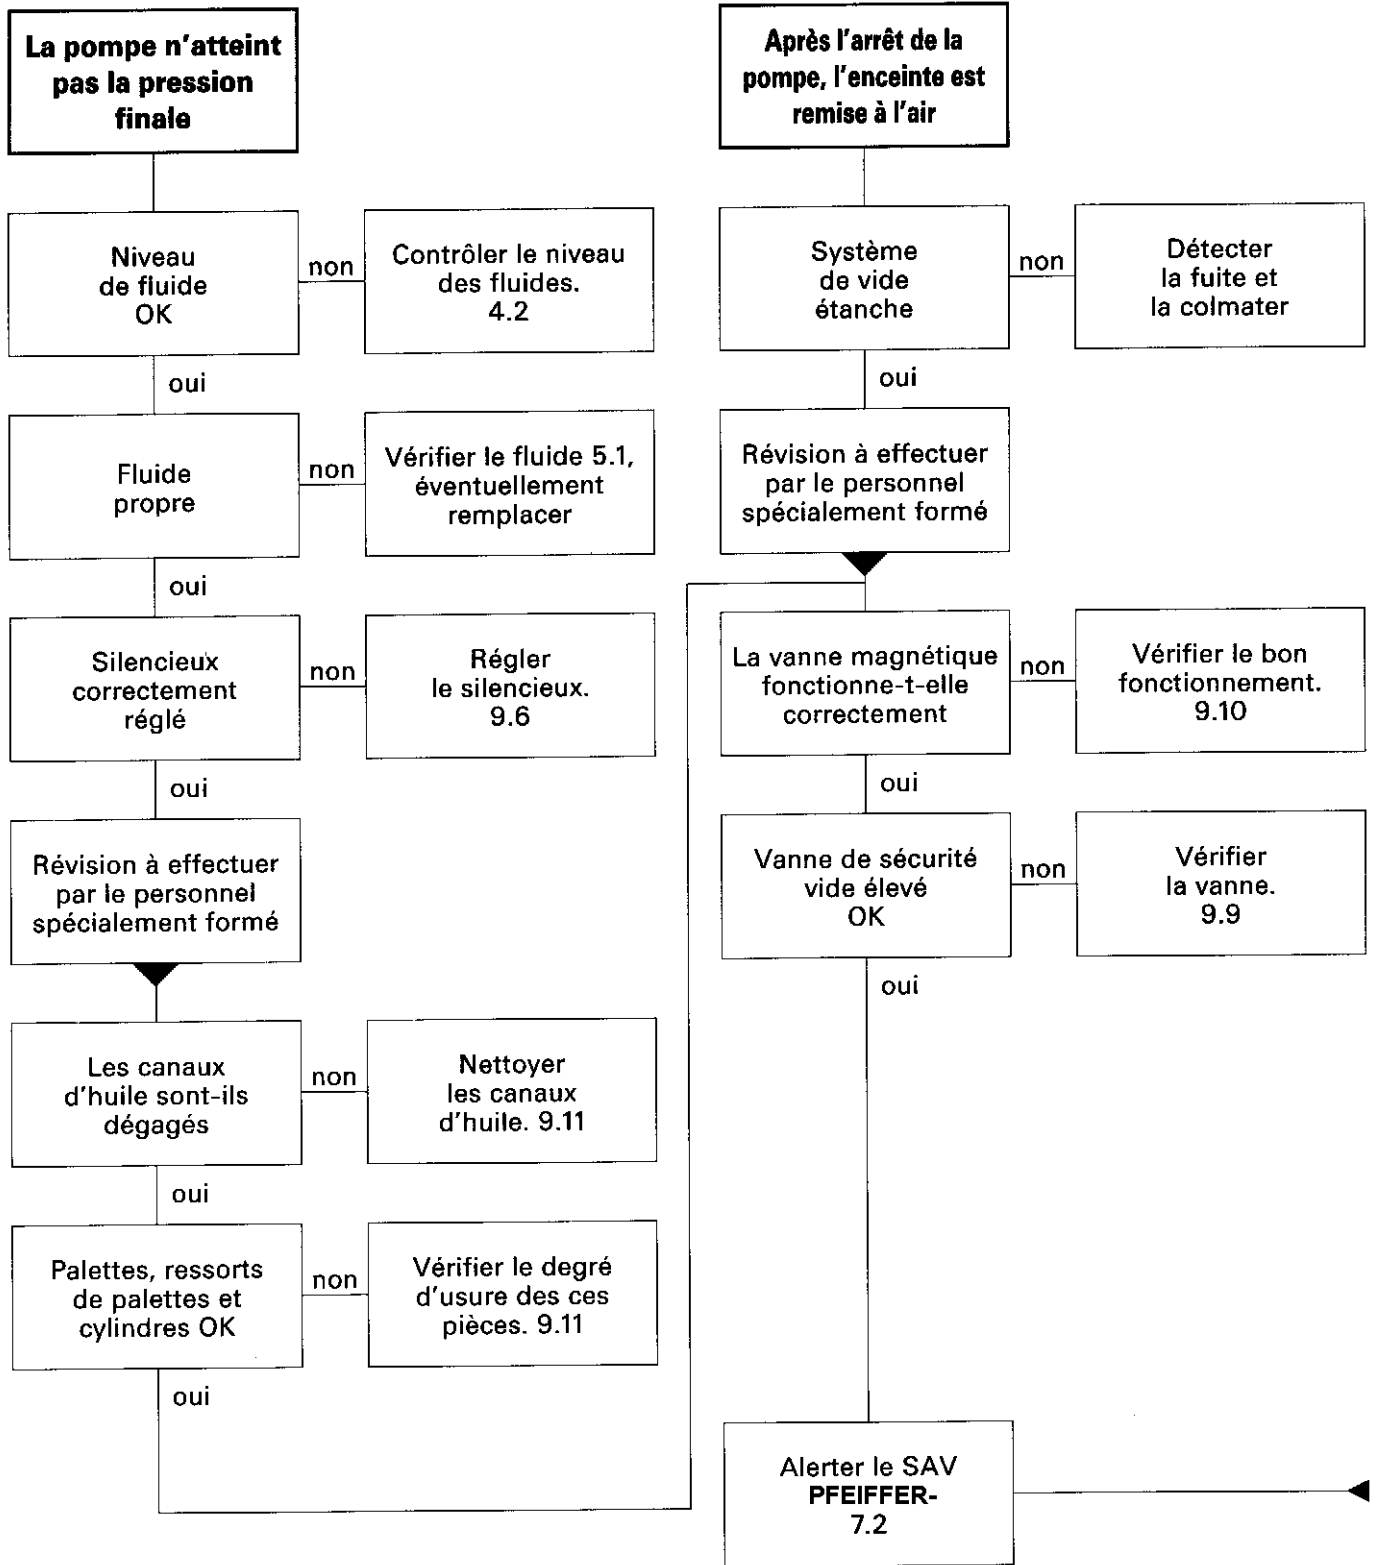 La pompe n'atteint
pas la pression
finale
Niveau
de fluide
OK
non
Contrôler le niveau
des fluides.
4.2
oui
Fluide
propre
non
Vérifier le fluide 5.1,
éventuellement
remplacer
oui
Silencieux
correctement
réglé
non
Régler
le silencieux.
9.6
oui
Révision à effectuer
par le personnel
spécialement formé
Les canaux
d'huile sont-ils
dégagés
non
Nettoyer
les canaux
d'huile. 9.11
oui
Palettes, ressorts
de palettes et
cylindres OK
non
Vérifier le degré
d'usure des ces
pièces. 9.11
oui
Après l'arrêt de la
pompe, l'enceinte est
remise à l'air
Système
de vide
étanche
non
Détecter
la fuite et
la colmater
oui
Révision à effectuer
par le personnel
spécialement formé
La vanne magnétique
fonctionne-t-elle
correctement
non
Vérifier le bon
fonctionnement.
9.10
oui
Vanne de sécurité
vide élevé
OK
non
Vérifier
la vanne.
9.9
oui
Alerter le SAV
PFEIFFER-
7.2